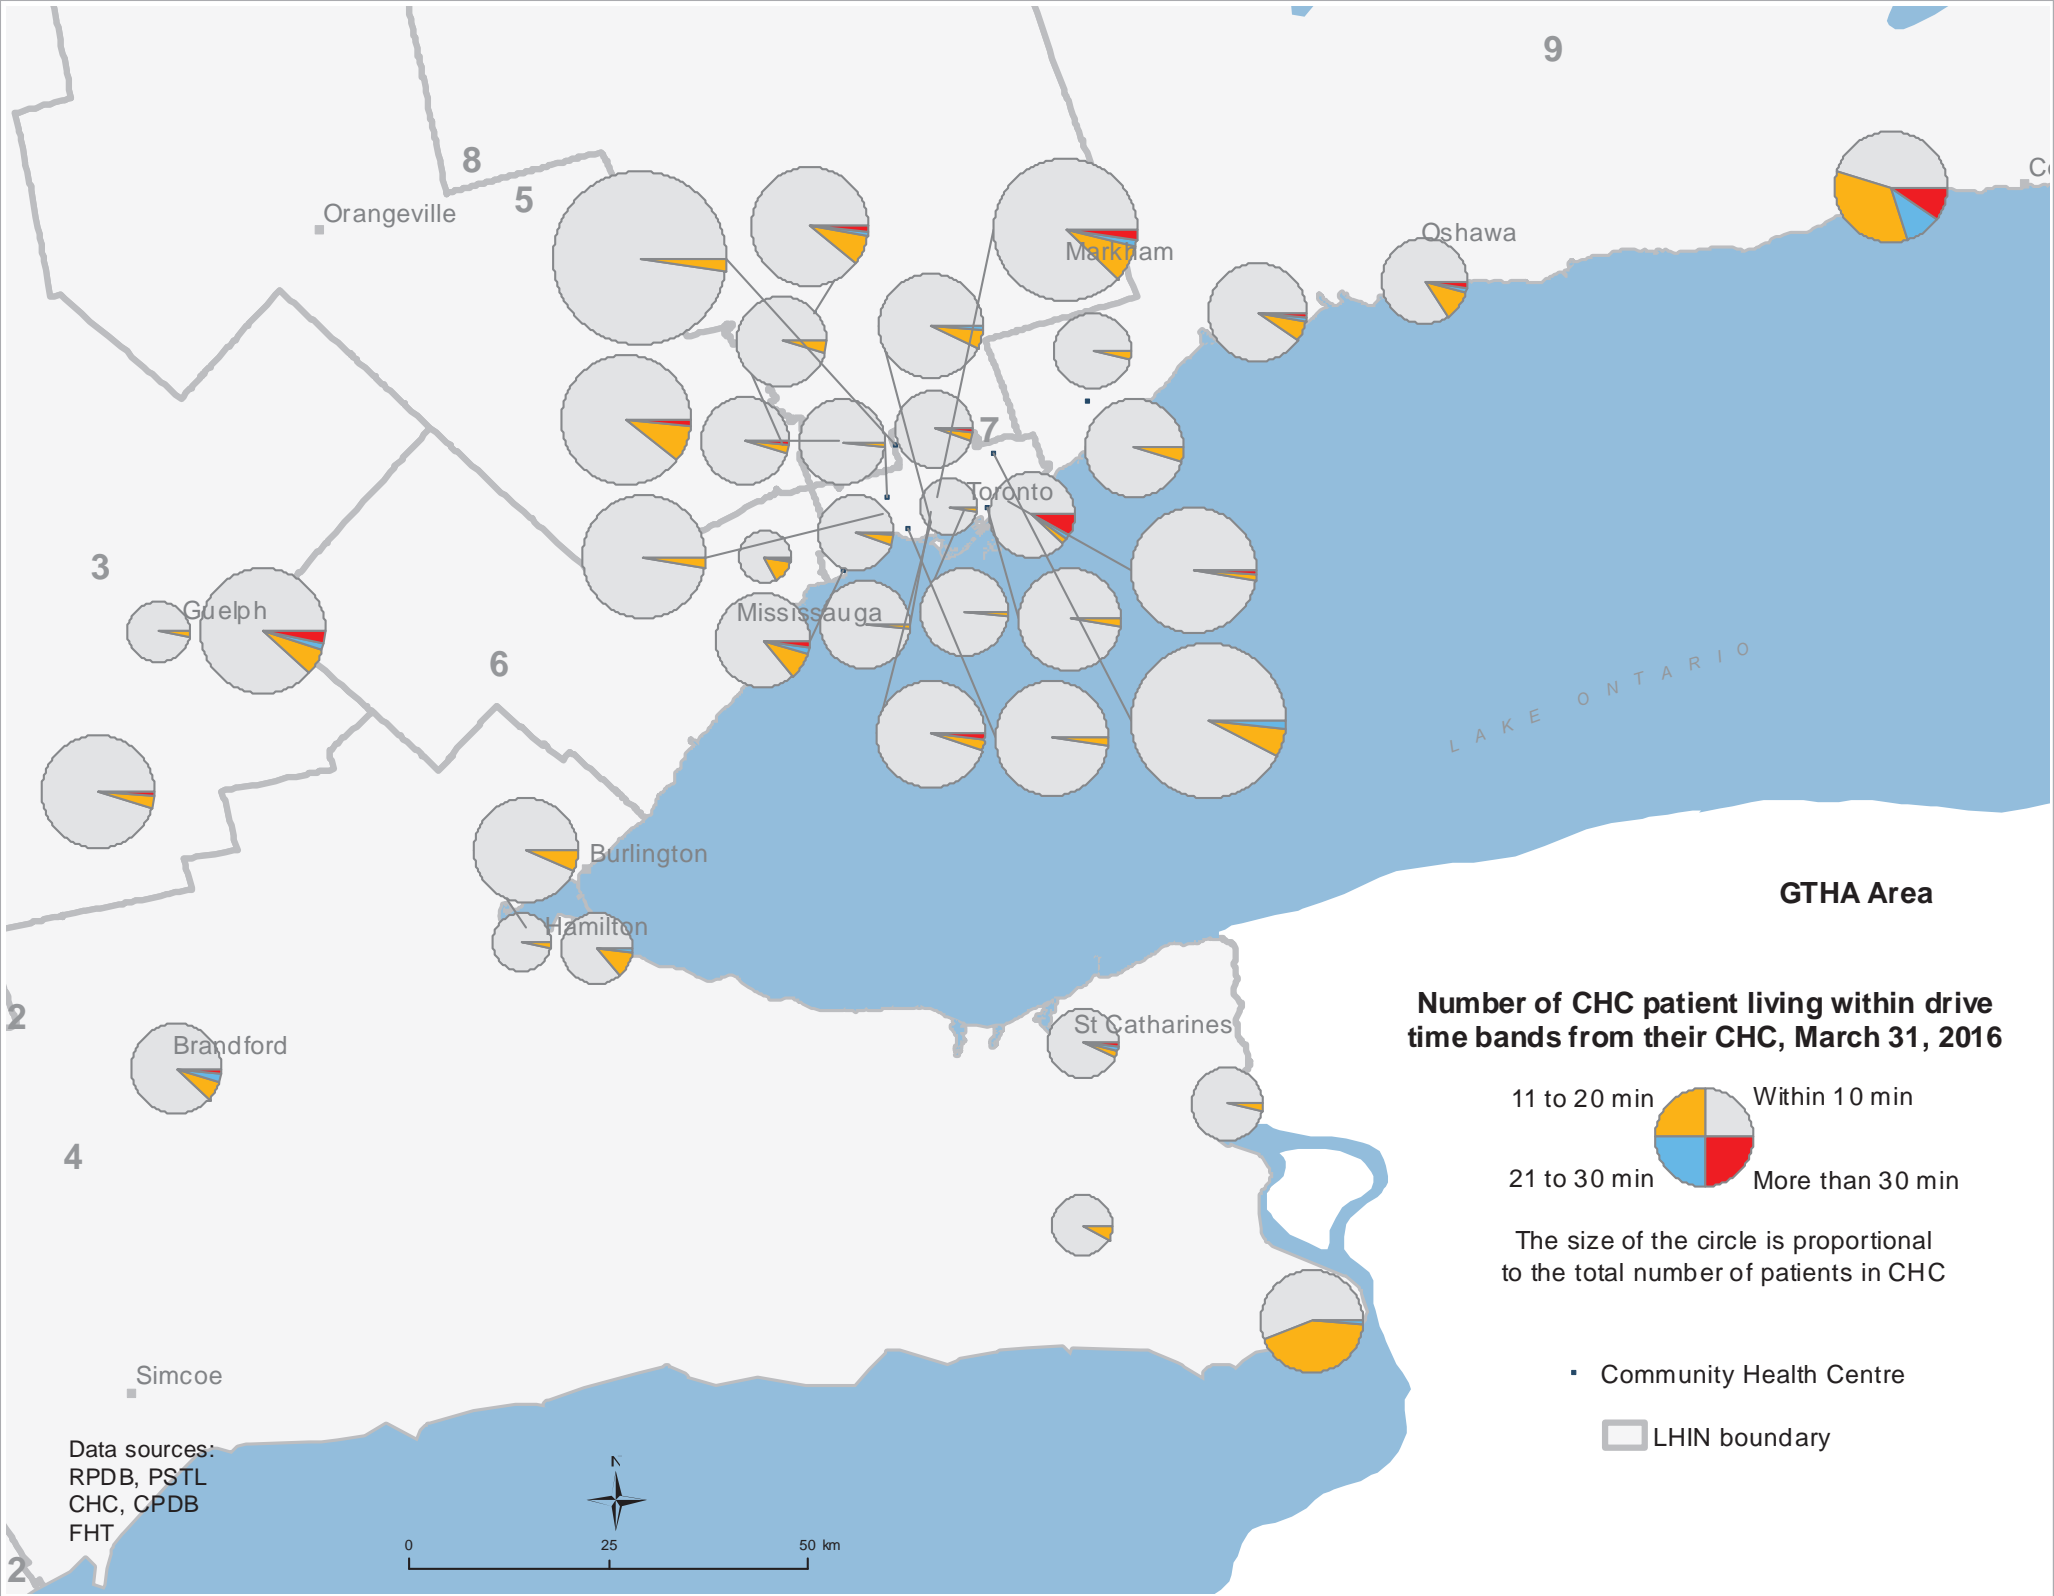 9
8
5
Orangeville
Oshawa
Markham
7
Toronto
3
Guelph
Mississauga
6
LAKE ONTARIO
Burlington
Hamilton
GTHA Area
2
Brandford
St Catharines
4
Number of CHC patient living within drive
time bands from their CHC, March 31, 2016
11 to 20 min
Within 10 min
21 to 30 min
More than 30 min
The size of the circle is proportional
to the total number of patients in CHC
Simcoe
Community Health Centre
LHIN boundary
Data sources:
RPDB, PSTL
CHC, CPDB
FHT
N
0 25 50 km
2